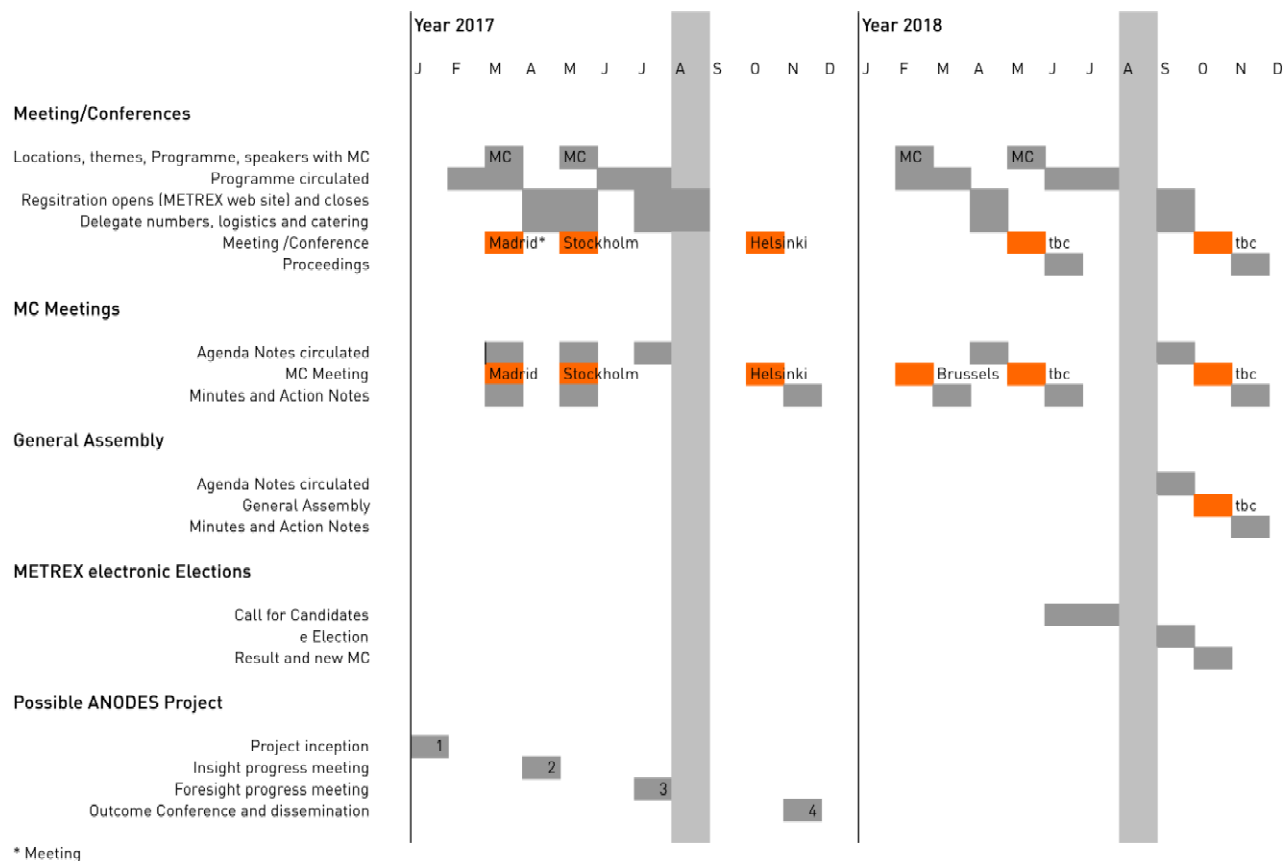 Year 2017 Year 2018
J F M A M J J A S O N D J F M A M J J A S O N D
Meeting/Conferences
Locations, themes, Programme, speakers with MC MC MC MC MC
Programme circulated
Regsitration opens (METREX web site) and closes
Delegate numbers, logistics and catering
Meeting /Conference Madrid* Stockholm Helsinki tbc tbc
Proceedings
MC Meetings
Agenda Notes circulated
MC Meeting Madrid Stockholm Helsinki Brussels tbc tbc
Minutes and Action Notes
General Assembly
Agenda Notes circulated
General Assembly tbc
Minutes and Action Notes
METREX electronic Elections
Call for Candidates
e Election
Result and new MC
Possible ANODES Project
Project inception 1
Insight progress meeting 2
Foresight progress meeting 3
Outcome Conference and dissemination 4
* Meeting